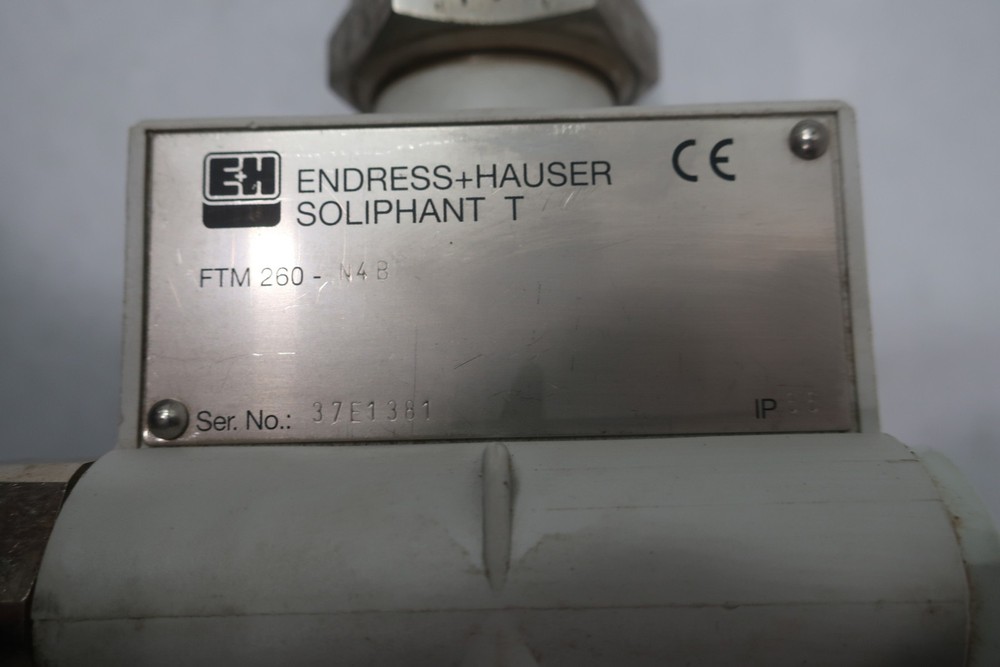 E+H
ENDRESS+HAUSER
SOLIPHANT T
CE
FTM 260 - N4B
Ser. No.: 37E1381
IP